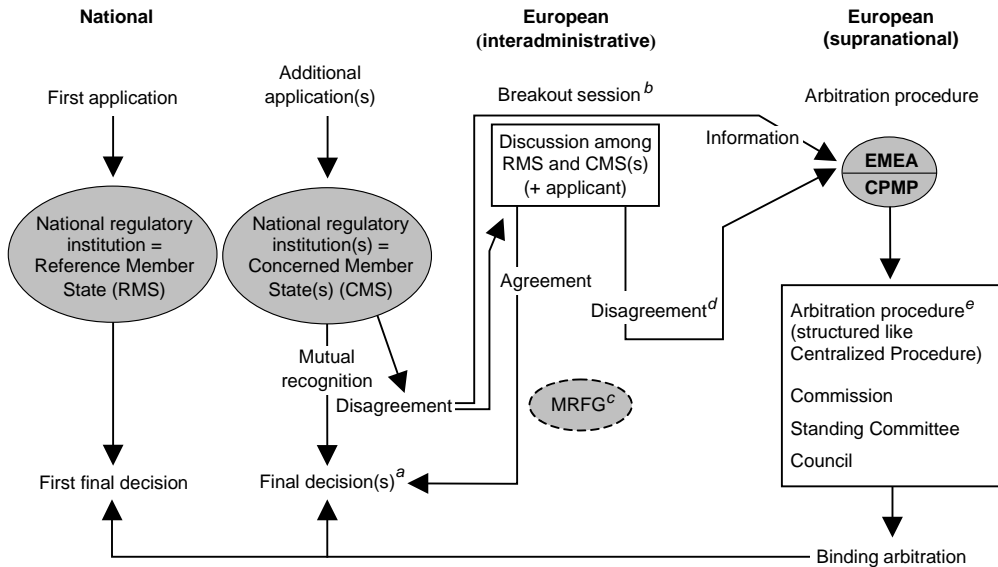 National
European
(interadministrative)
European
(supranational)
First application
Additional
application(s)
Breakout session b
Arbitration procedure
Information
Discussion among
RMS and CMS(s)
(+ applicant)
EMEA
CPMP
National regulatory
institution =
Reference Member
State (RMS)
National regulatory
institution(s) =
Concerned Member
State(s) (CMS)
Agreement
Disagreement d
Arbitration procedure e
(structured like
Centralized Procedure)
Commission
Standing Committee
Council
Mutual
recognition
Disagreement
MRFG c
First final decision
Final decision(s) a
Binding arbitration